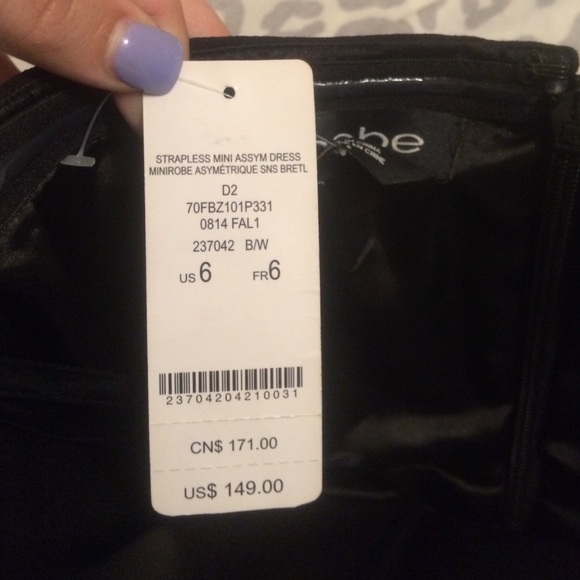 STRAPLESS MINI ASSYM DRESS
MINIROBE ASYMÉTRIQUE SNS BRETL
D2
70FBZ101P331
0814 FAL1
237042 B/W
US 6 FR 6
23704204210031
CN$ 171.00
US$ 149.00